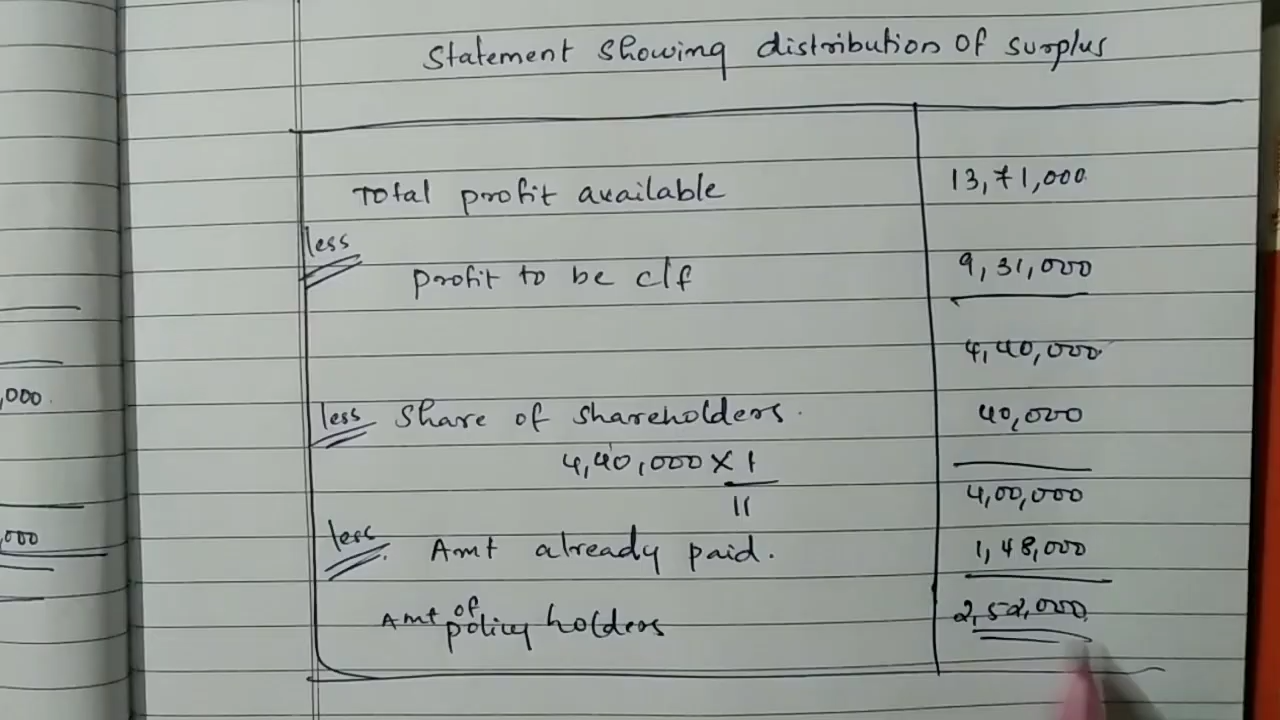 Statement showing distribution of surplus
Total profit available 13,71,000
less
profit to be c/f 9,31,000
4,40,000
less share of shareholders. 40,000
4,40,000 × 1
11
4,00,000
less Amt already paid. 1,48,000
Amt of policy holders 2,52,000
,000
,000